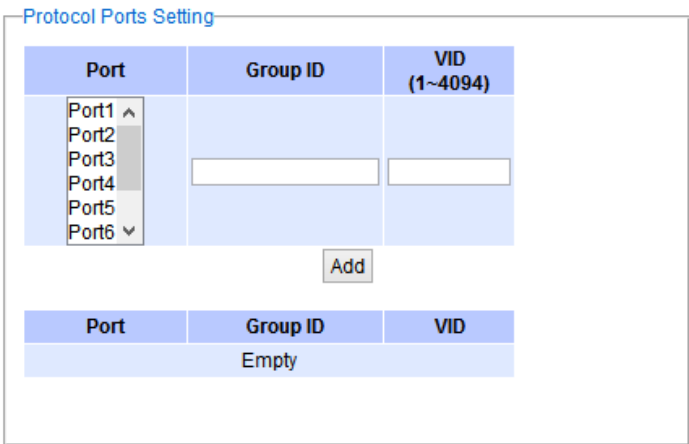 Protocol Ports Setting
Port Group ID VID
(1~4094)
Port1
Port2
Port3
Port4
Port5
Port6
Add
Port Group ID VID
Empty